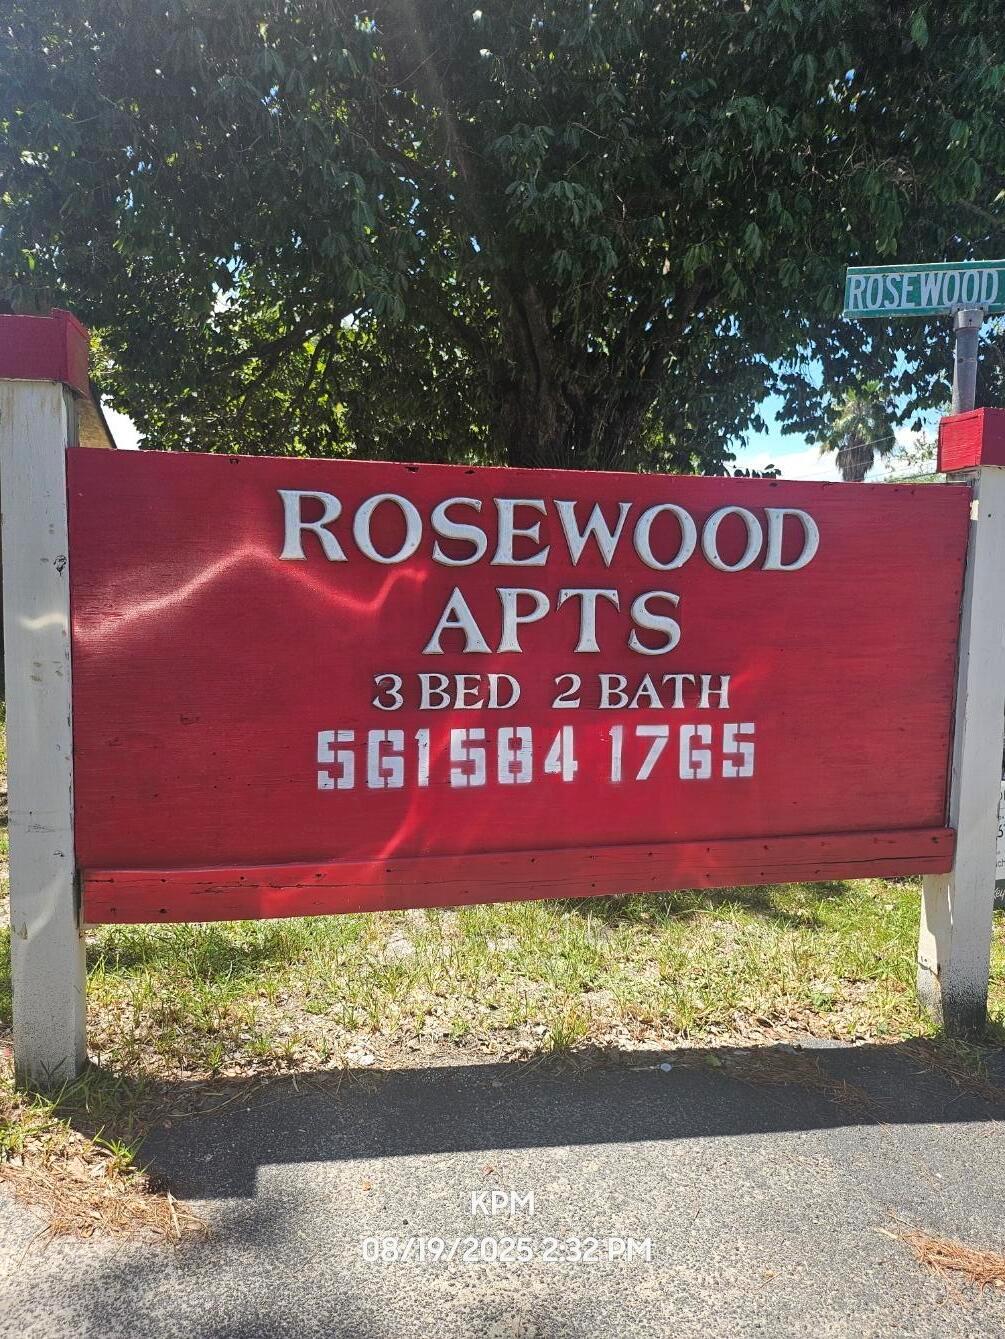 ROSEWOOD
ROSEWOOD
APTS
3 BED 2 BATH
561 584 1765
KPM
08/19/2025 2:32 PM